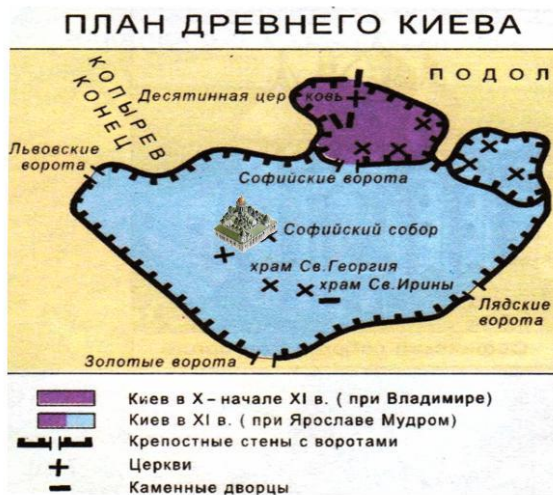 ПЛАН ДРЕВНЕГО КИЕВА
КОПЫРЕВ
КОНЕЦ
ПОДОЛ
Десятинная церковь
Львовские
ворота
Софийские ворота
Софийский собор
храм Св.Георгия
храм Св.Ирины
Лядские
ворота
Золотые ворота
Киев в X – начале XI в. ( при Владимире)
Киев в XI в. ( при Ярославе Мудром)
Крепостные стены с воротами
Церкви
Каменные дворцы